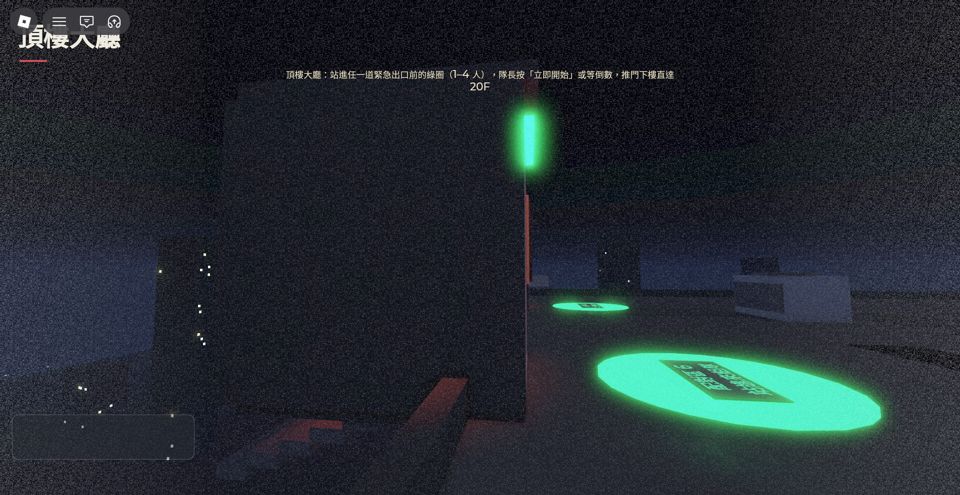 頂樓大廳
頂樓大廳：站進任一道緊急出口前的綠圈（1–4 人），隊長按「立即開始」或等倒數，推門下樓直達
20F